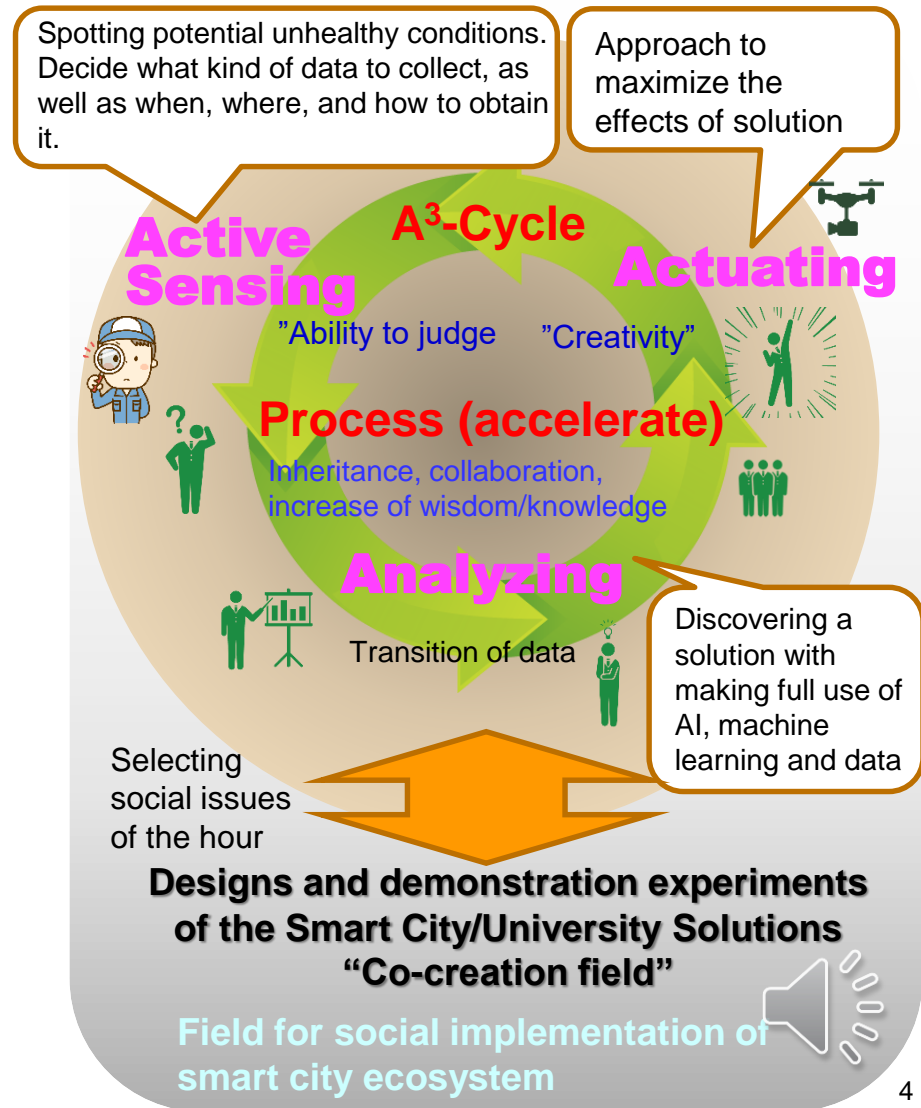 Spotting potential unhealthy conditions.
Decide what kind of data to collect, as
well as when, where, and how to obtain
it.
Approach to
maximize the
effects of solution
A³-Cycle
Active
Sensing
Actuating
”Ability to judge
”Creativity”
?
Process (accelerate)
Inheritance, collaboration,
increase of wisdom/knowledge
Analyzing
Transition of data
Discovering a
solution with
making full use of
AI, machine
learning and data
Selecting
social issues
of the hour
Designs and demonstration experiments
of the Smart City/University Solutions
“Co-creation field”
Field for social implementation of
smart city ecosystem
4